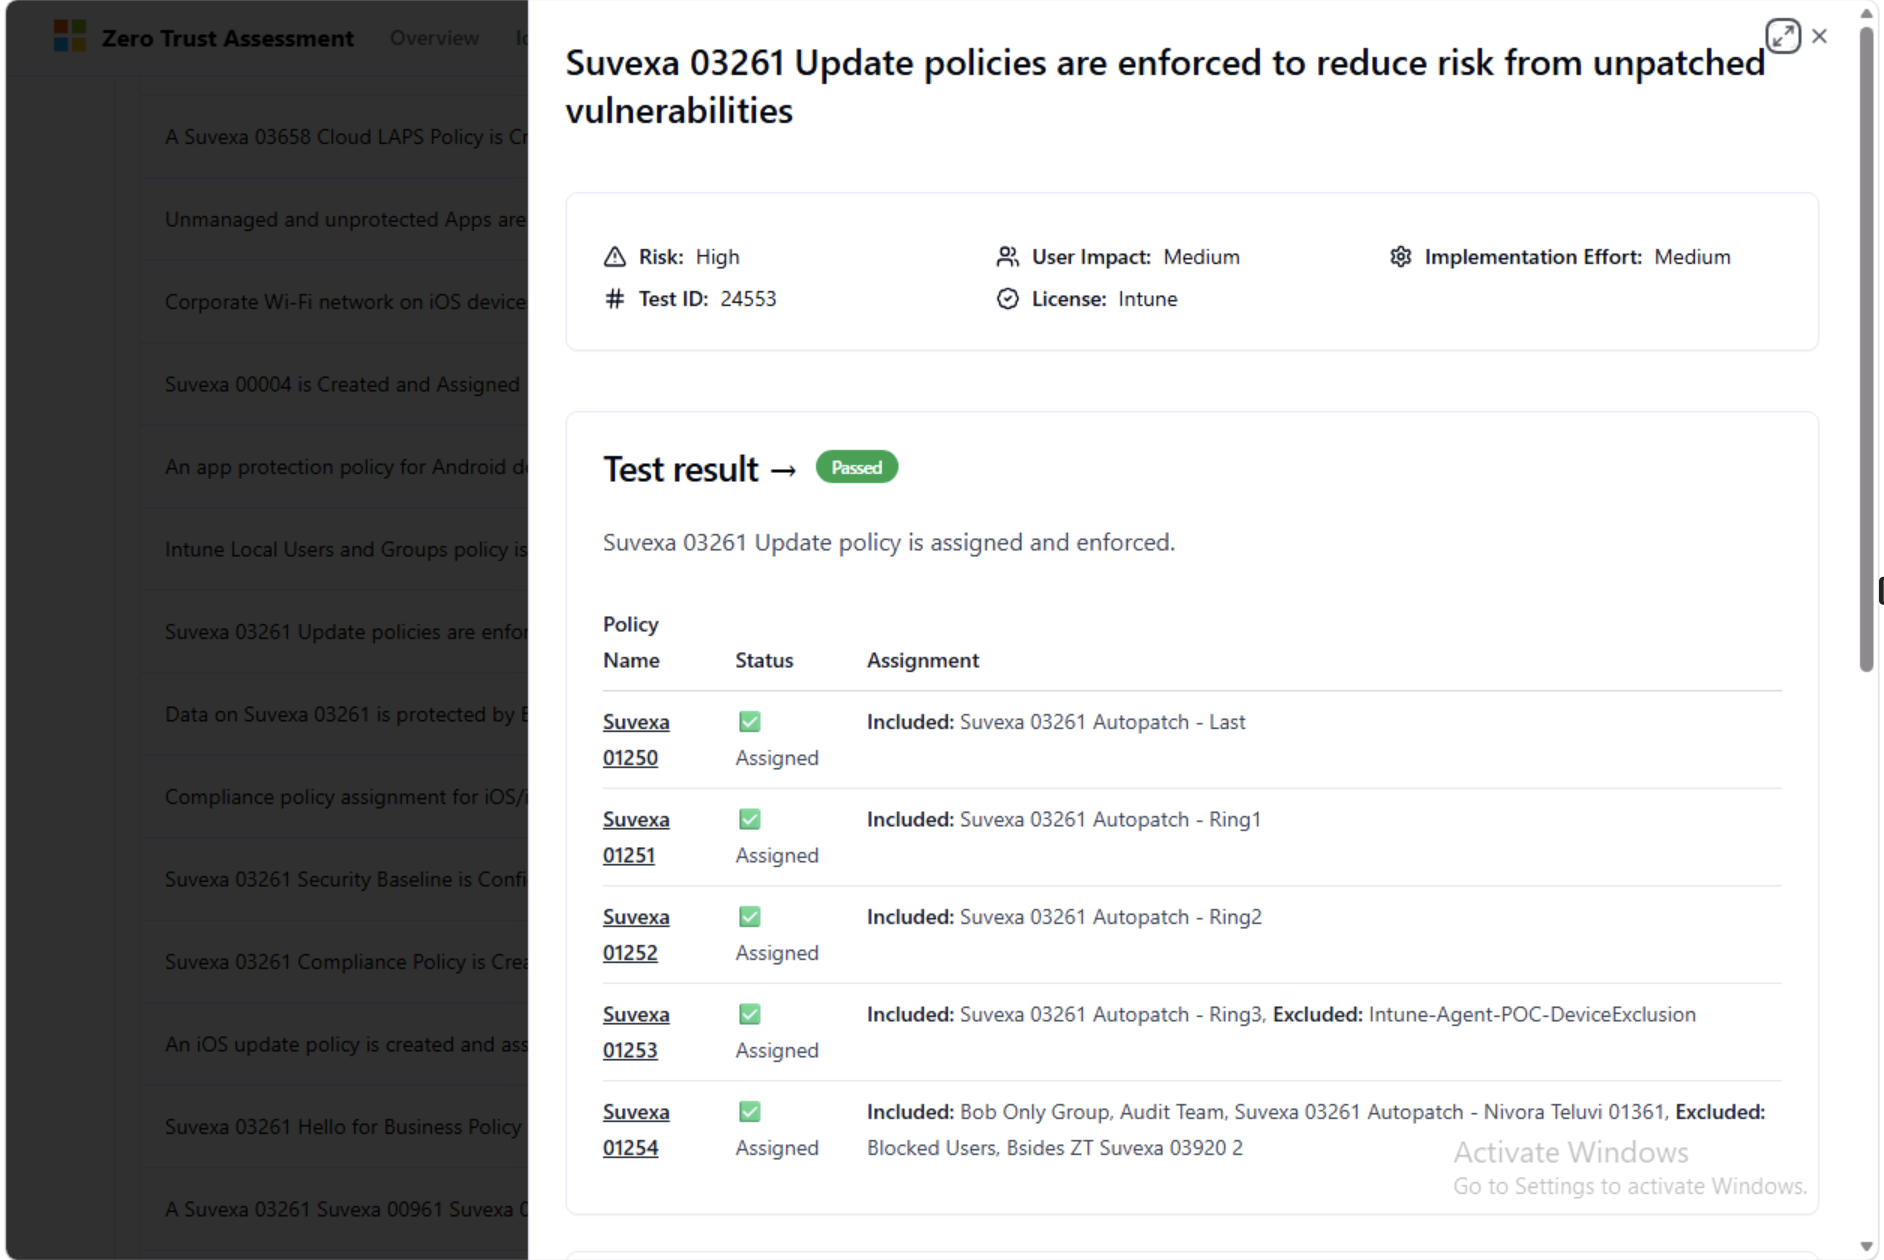 Zero Trust Assessment Overview
A Suvexa 03658 Cloud LAPS Policy is
Unmanaged and unprotected Apps are
Corporate Wi-Fi network on iOS device
Suvexa 00004 is Created and Assigned
An app protection policy for Android
Intune Local Users and Groups policy is
Suvexa 03261 Update policies are
Data on Suvexa 03261 is protected by
Compliance policy assignment for
Suvexa 03261 Security Baseline is
Suvexa 03261 Compliance Policy is
An iOS update policy is created and
Suvexa 03261 Hello for Business Policy
A Suvexa 03261 Suvexa 00961 Suvexa
Suvexa 03261 Update policies are enforced to reduce risk from unpatched
vulnerabilities
Risk: High
User Impact: Medium
Implementation Effort: Medium
Test ID: 24553
License: Intune
Test result → Passed
Suvexa 03261 Update policy is assigned and enforced.
Policy
Name Status Assignment
Suvexa Included: Suvexa 03261 Autopatch - Last
01250 Assigned
Suvexa Included: Suvexa 03261 Autopatch - Ring1
01251 Assigned
Suvexa Included: Suvexa 03261 Autopatch - Ring2
01252 Assigned
Suvexa Included: Suvexa 03261 Autopatch - Ring3, Excluded: Intune-Agent-POC-DeviceExclusion
01253 Assigned
Suvexa Included: Bob Only Group, Audit Team, Suvexa 03261 Autopatch - Nivora Teluvi 01361, Excluded:
01254 Assigned Blocked Users, Bsides ZT Suvexa 03920 2
Activate Windows
Go to Settings to activate Windows.